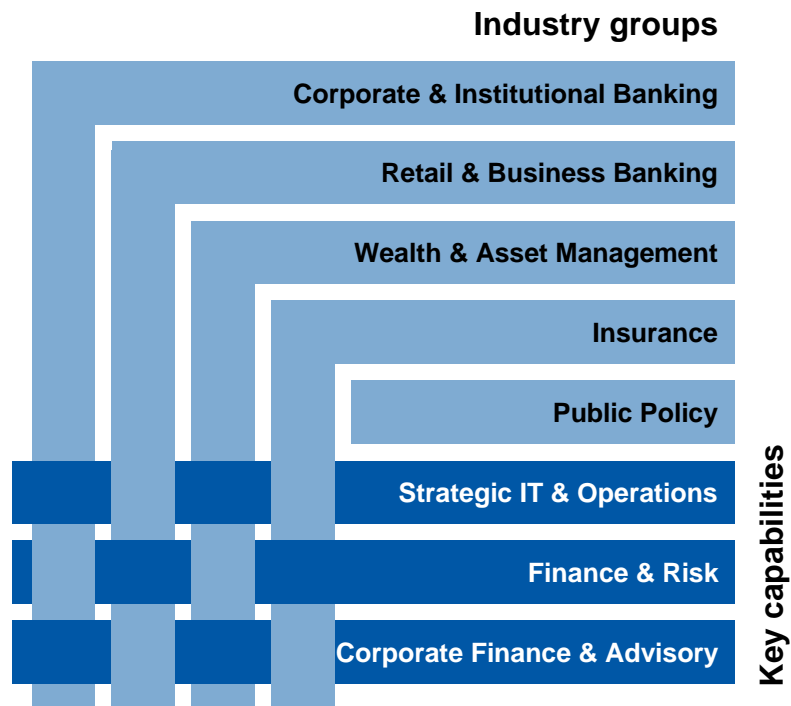 Industry groups
Corporate & Institutional Banking
Retail & Business Banking
Wealth & Asset Management
Insurance
Public Policy
Strategic IT & Operations
Finance & Risk
Corporate Finance & Advisory
Key capabilities